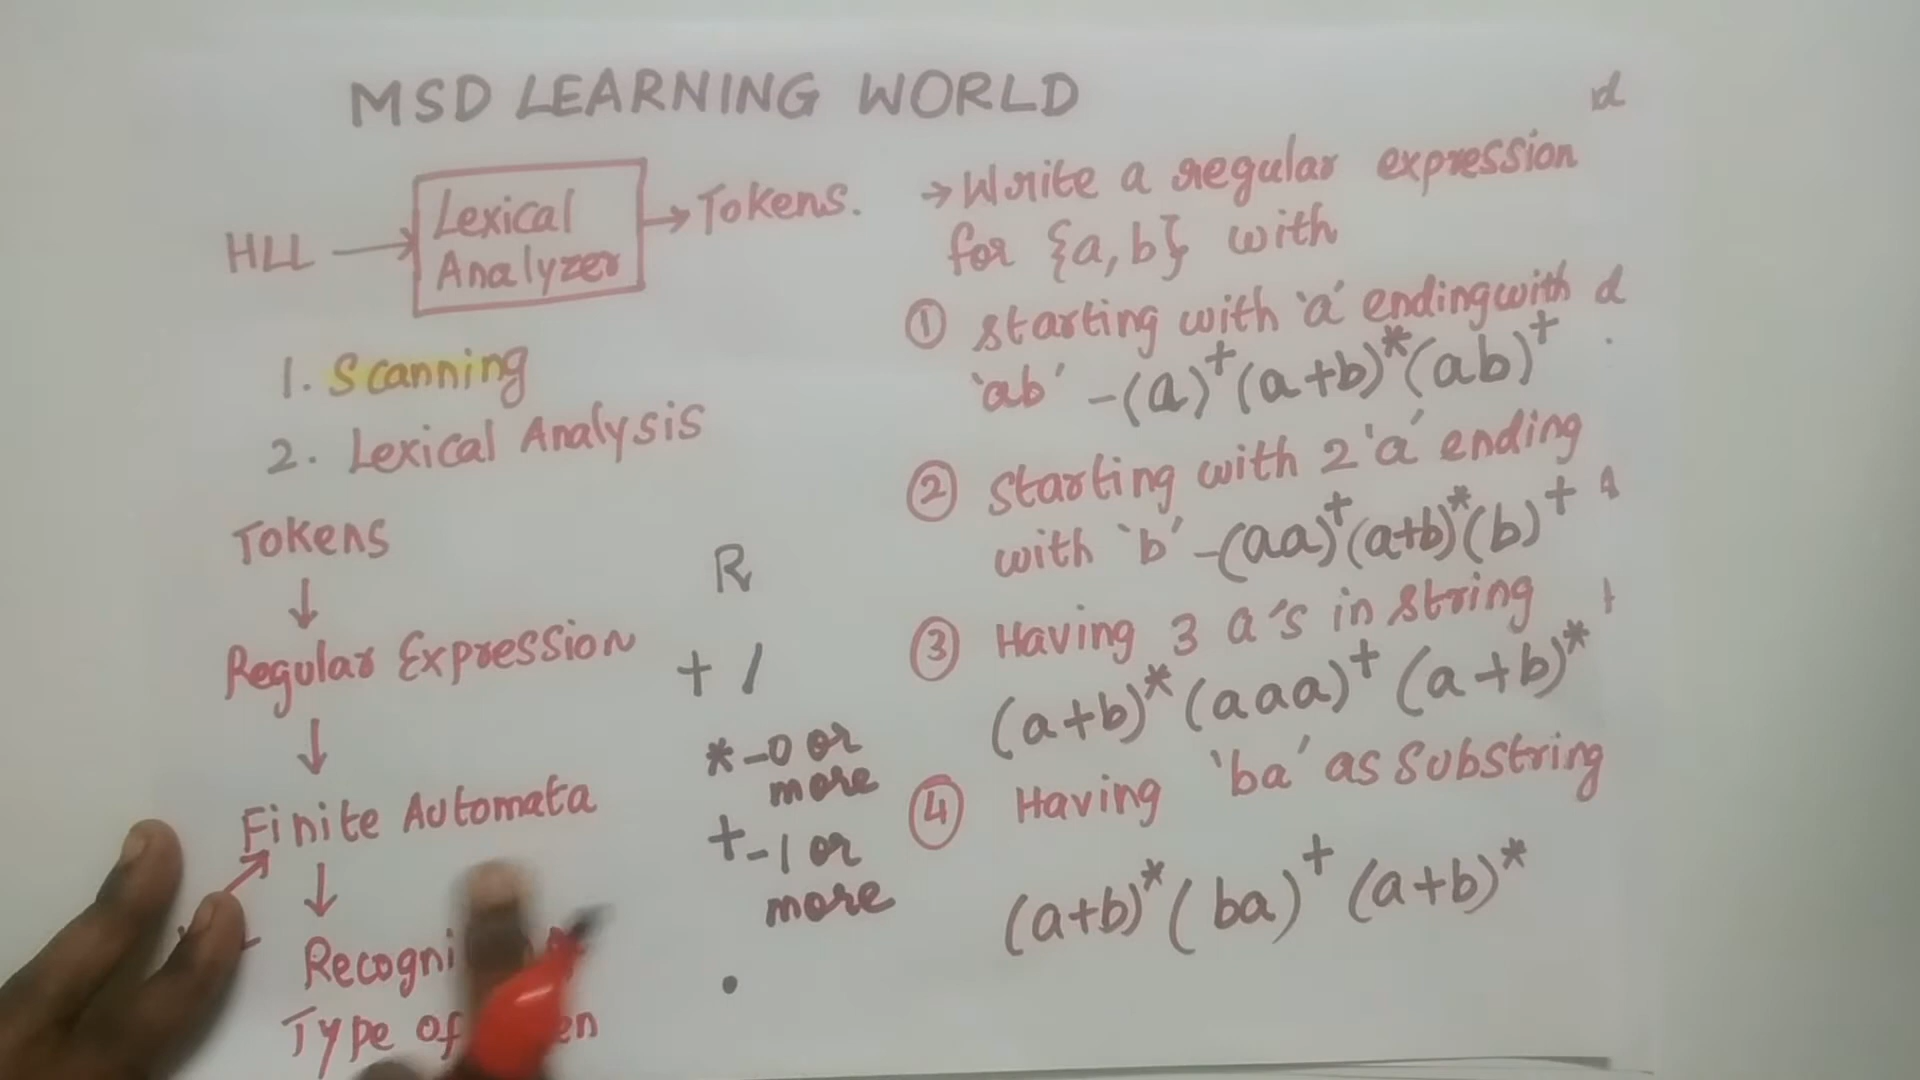 MSD LEARNING WORLD
HLL → Lexical Analyzer → Tokens.
1. Scanning
2. Lexical Analysis
Tokens
↓
Regular Expression
↓
Finite Automata
↓
Type of
R
+ /
* - 0 or
more
+ - 1 or
more
.
d
→ Write a regular expression
for {a, b} with
① starting with 'a' ending with d
'ab' - (a)⁺(a+b)*(ab)⁺
② Starting with 2 'a' ending
with 'b' - (aa)⁺(a+b)*(b)⁺
③ Having 3 a's in string
(a+b)* (aaa)⁺ (a+b)*
④ Having 'ba' as Substring
(a+b)* (ba)⁺ (a+b)*